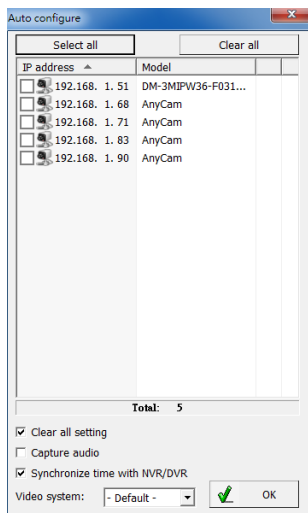 Auto configure
Select all Clear all
IP address Model
192.168. 1. 51 DM-3MIPW36-F031...
192.168. 1. 68 AnyCam
192.168. 1. 71 AnyCam
192.168. 1. 83 AnyCam
192.168. 1. 90 AnyCam
Total: 5
Clear all setting
Capture audio
Synchronize time with NVR/DVR
Video system: - Default - OK